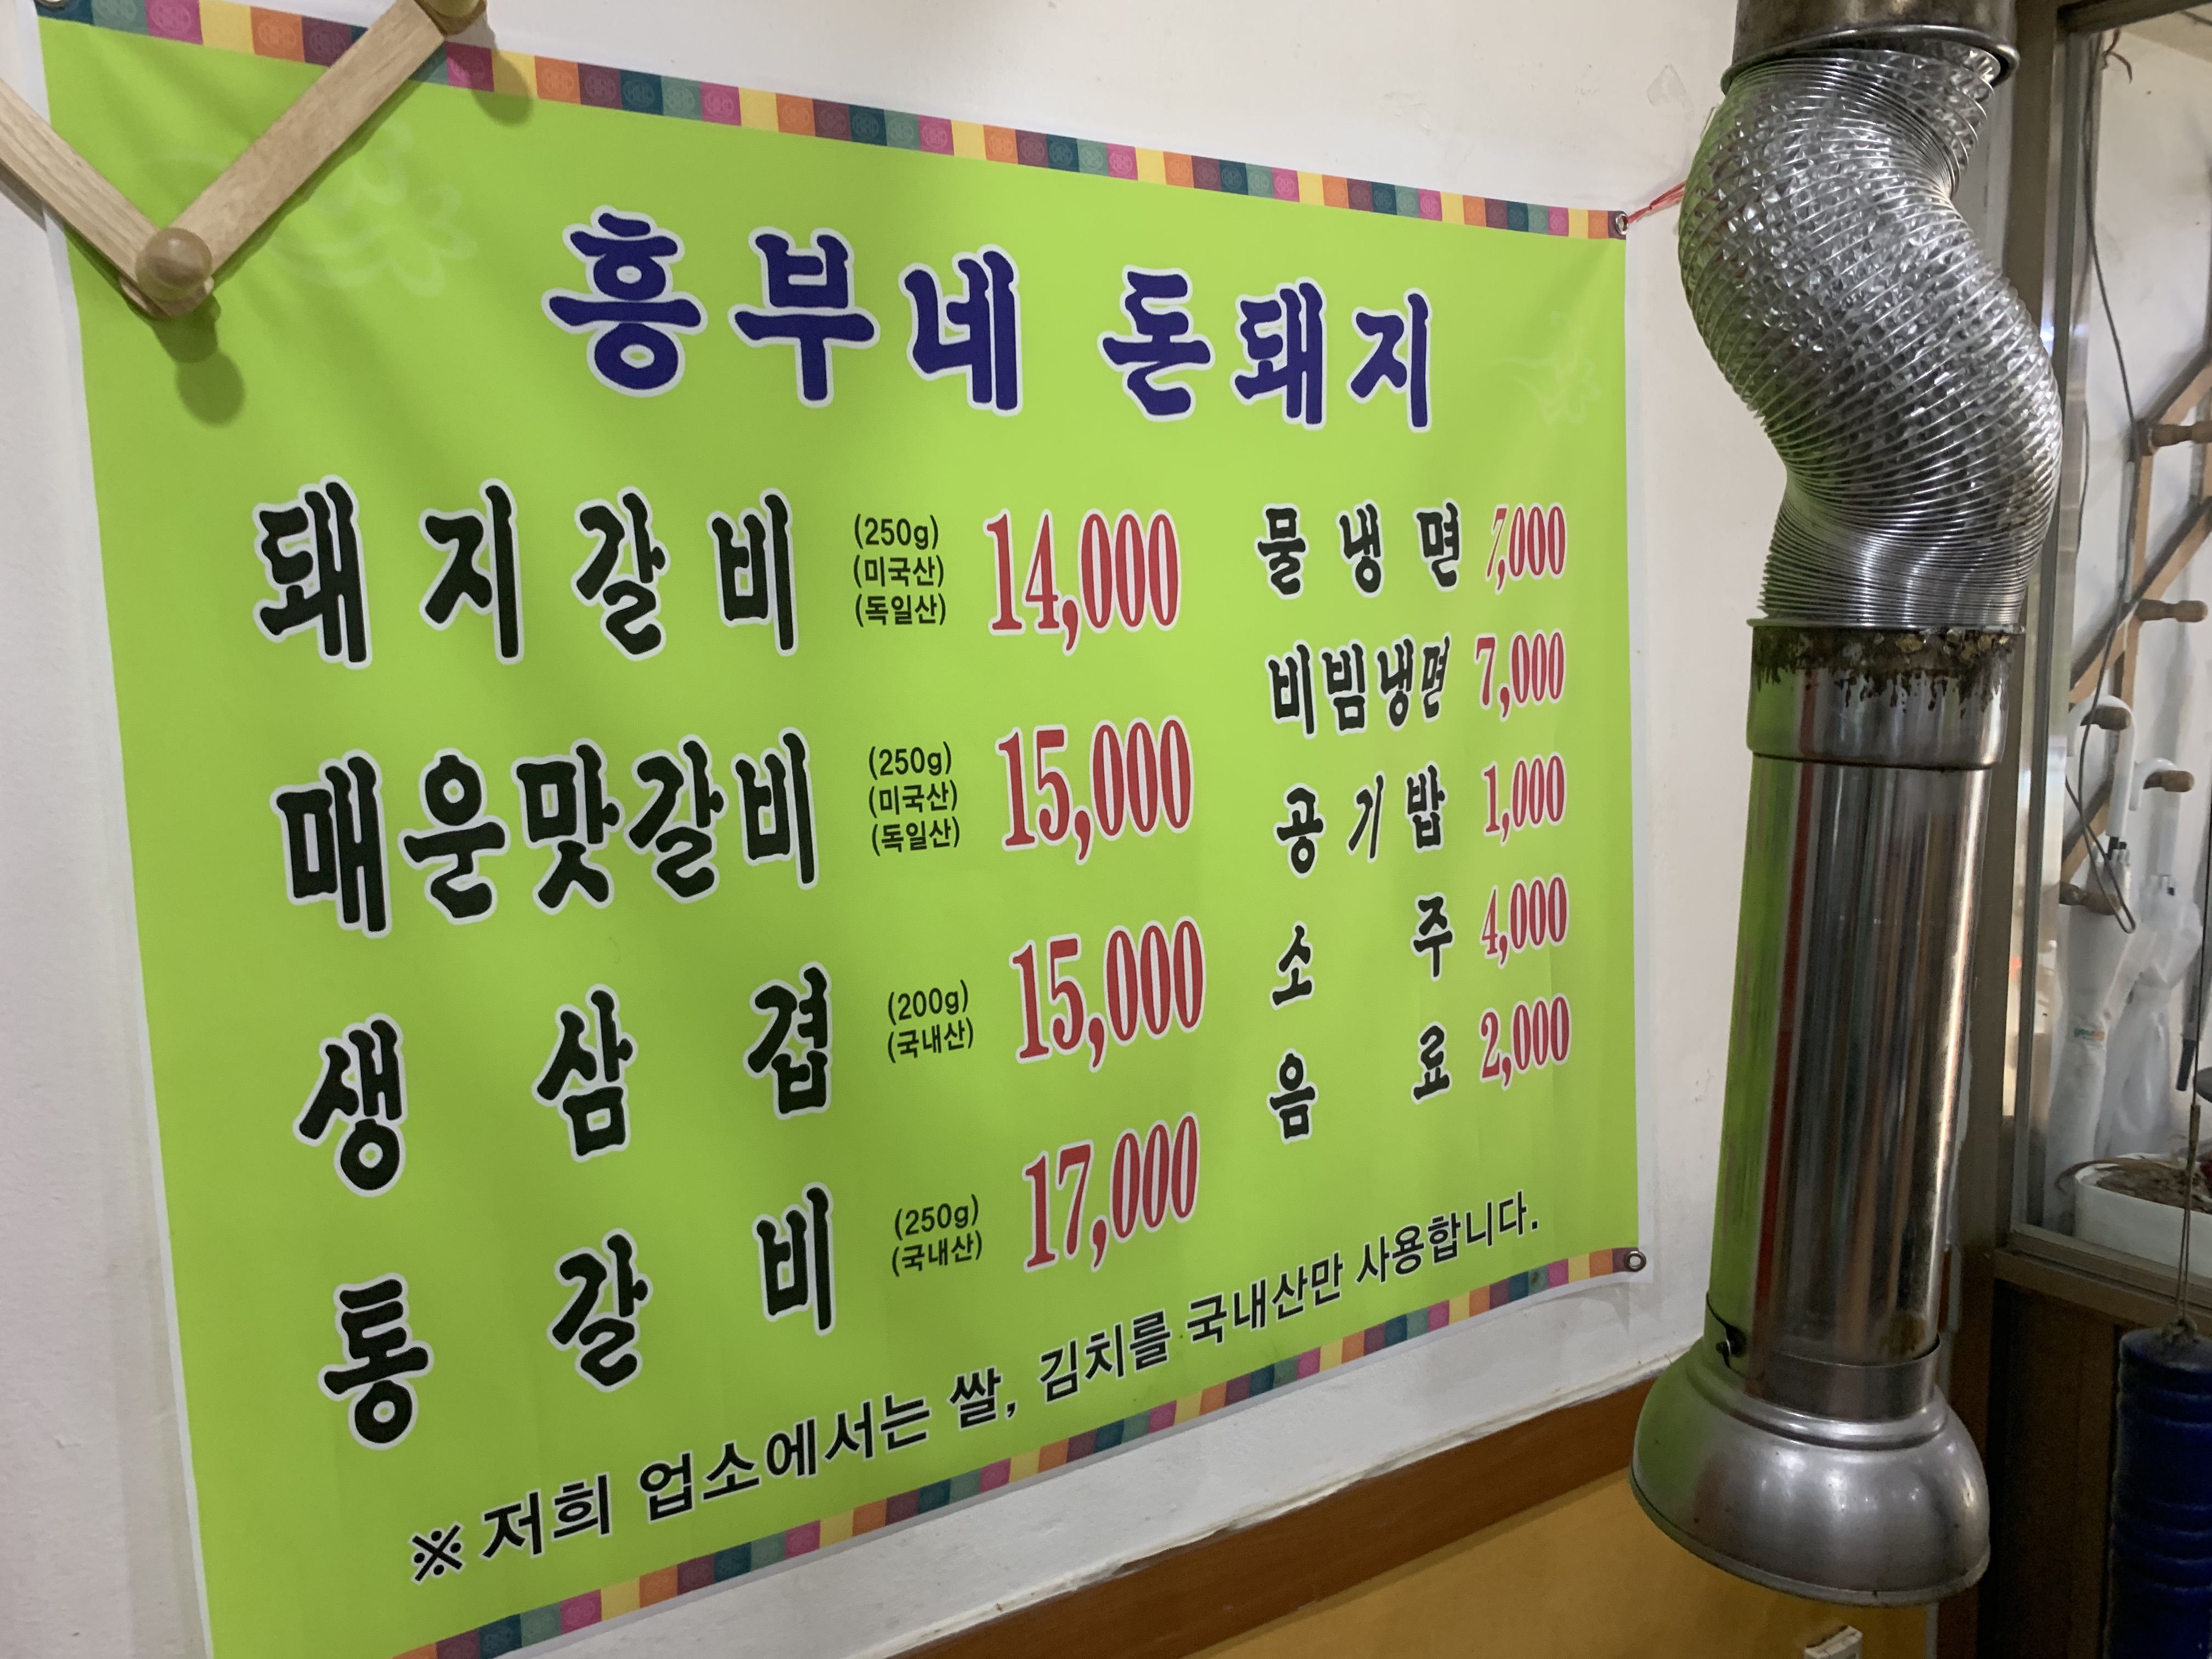 흥부네 돈돼지
돼지갈비 (250g) (미국산) (독일산) 14,000
매운맛갈비 (250g) (미국산) (독일산) 15,000
생삼겹 (200g) (국내산) 15,000
통갈비 (250g) (국내산) 17,000
물냉면 7,000
비빔냉면 7,000
공기밥 1,000
소주 4,000
음료 2,000
※ 저희 업소에서는 쌀, 김치를 국내산만 사용합니다.